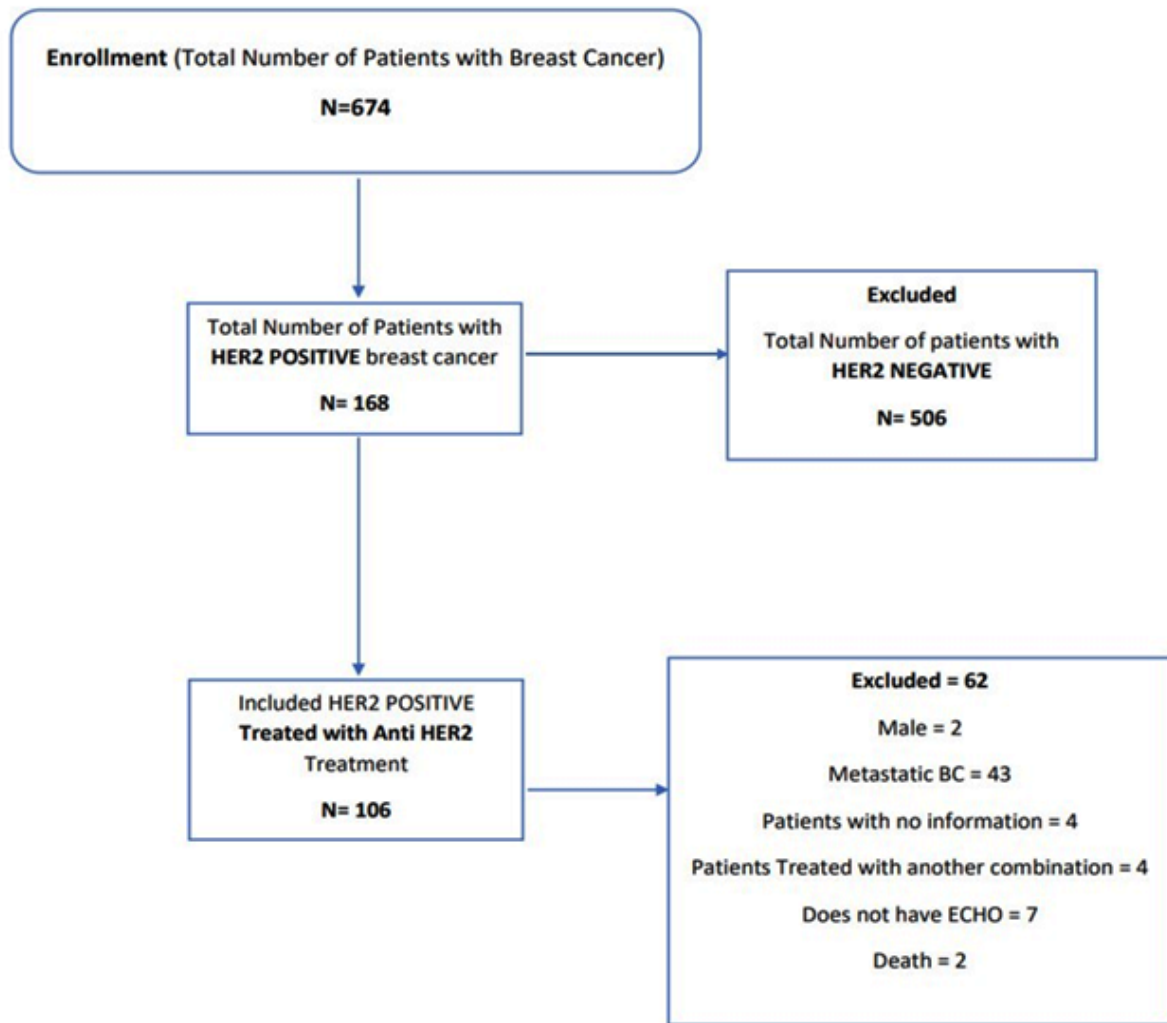 Enrollment (Total Number of Patients with Breast Cancer)
N=674
Total Number of Patients with
HER2 POSITIVE breast cancer
N= 168
Excluded
Total Number of patients with
HER2 NEGATIVE
N= 506
Included HER2 POSITIVE
Treated with Anti HER2
Treatment
N= 106
Excluded = 62
Male = 2
Metastatic BC = 43
Patients with no information = 4
Patients Treated with another combination = 4
Does not have ECHO = 7
Death = 2